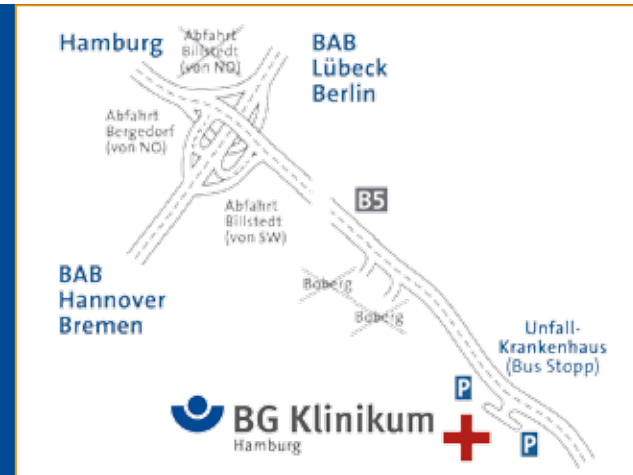 Hamburg
Abfahrt
Billstedt
(von NO)
BAB
Lübeck
Berlin
Abfahrt
Bergedorf
(von NO)
Abfahrt
Billstedt
(von SW)
B5
BAB
Hannover
Bremen
Boberg
Boberg
Unfall-
Krankenhaus
(Bus Stopp)
P
BG Klinikum
Hamburg
P